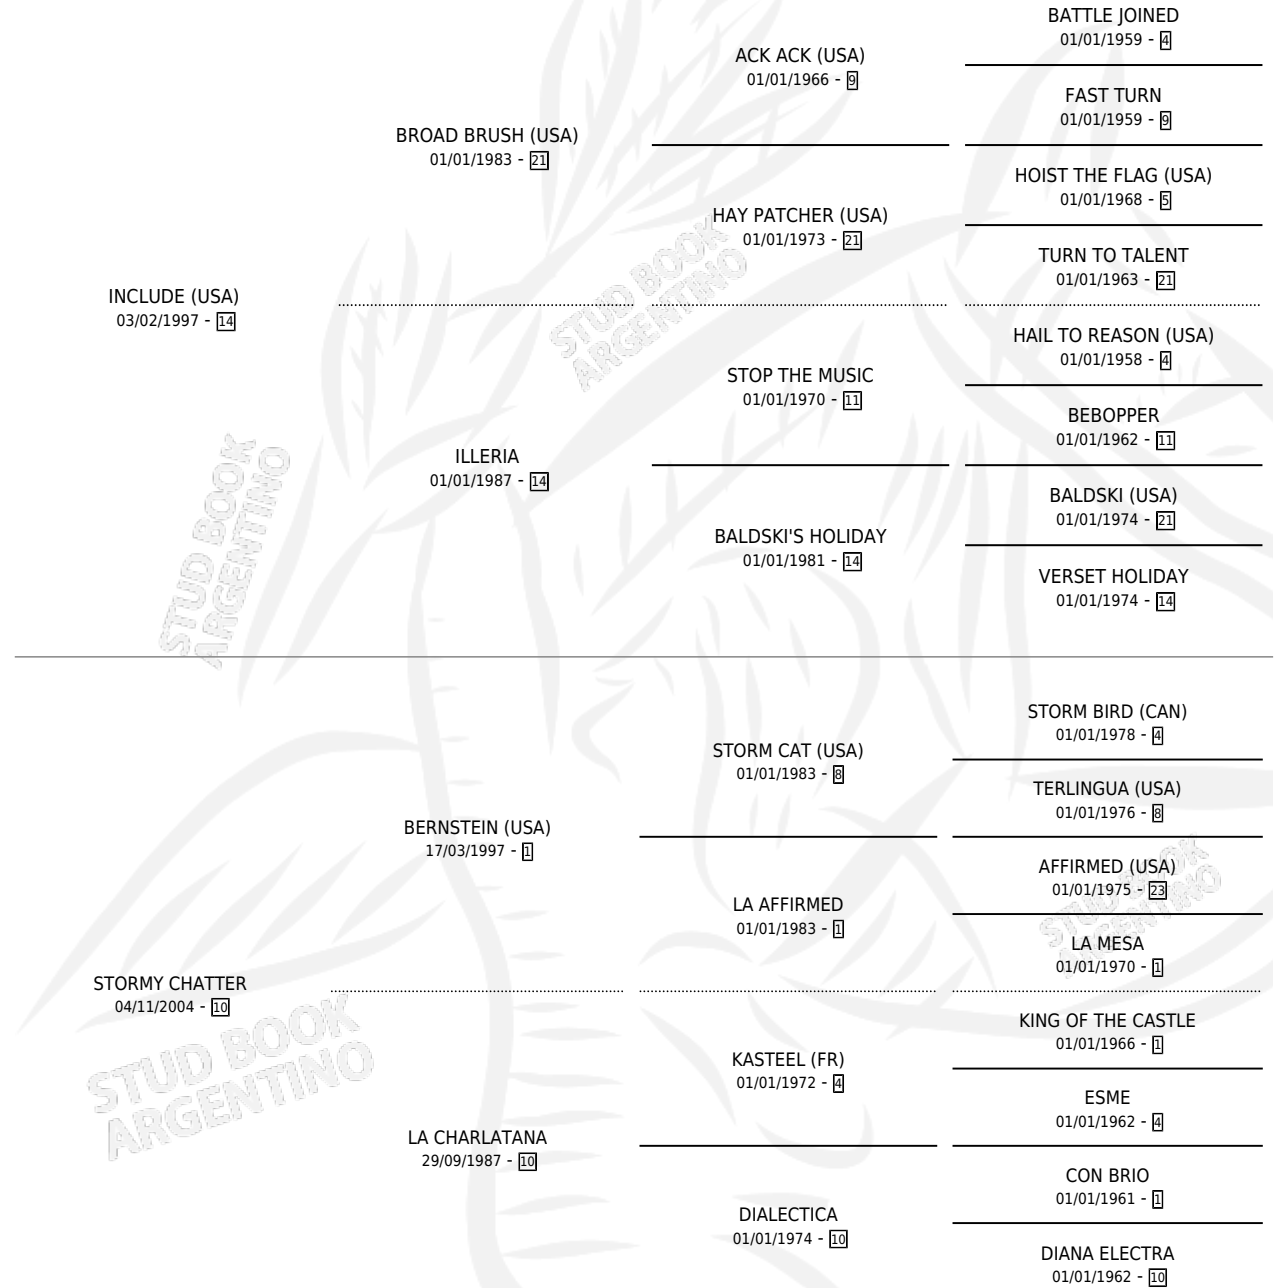 BATTLE JOINED
01/01/1959 - 4
ACK ACK (USA)
01/01/1966 - 9
FAST TURN
01/01/1959 - 9
BROAD BRUSH (USA)
01/01/1983 - 21
HOIST THE FLAG (USA)
01/01/1968 - 5
HAY PATCHER (USA)
01/01/1973 - 21
TURN TO TALENT
01/01/1963 - 21
INCLUDE (USA)
03/02/1997 - 14
HAIL TO REASON (USA)
01/01/1958 - 4
STOP THE MUSIC
01/01/1970 - 11
BEBOPPER
01/01/1962 - 11
ILLERIA
01/01/1987 - 14
BALDSKI (USA)
01/01/1974 - 21
BALDSKI'S HOLIDAY
01/01/1981 - 14
VERSET HOLIDAY
01/01/1974 - 14
STORM BIRD (CAN)
01/01/1978 - 4
STORM CAT (USA)
01/01/1983 - 8
TERLINGUA (USA)
01/01/1976 - 8
BERNSTEIN (USA)
17/03/1997 - 1
AFFIRMED (USA)
01/01/1975 - 23
LA AFFIRMED
01/01/1983 - 1
LA MESA
01/01/1970 - 1
STORMY CHATTER
04/11/2004 - 10
KING OF THE CASTLE
01/01/1966 - 1
KASTEEL (FR)
01/01/1972 - 4
ESME
01/01/1962 - 4
LA CHARLATANA
29/09/1987 - 10
CON BRIO
01/01/1961 - 1
DIALECTICA
01/01/1974 - 10
DIANA ELECTRA
01/01/1962 - 10
STUD BOOK
ARGENTINO
STUD BOOK
ARGENTINO
STUD BOOK
ARGENTINO
STUD BOOK
ARGENTINO